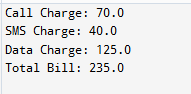 Call Charge: 70.0
SMS Charge: 40.0
Data Charge: 125.0
Total Bill: 235.0